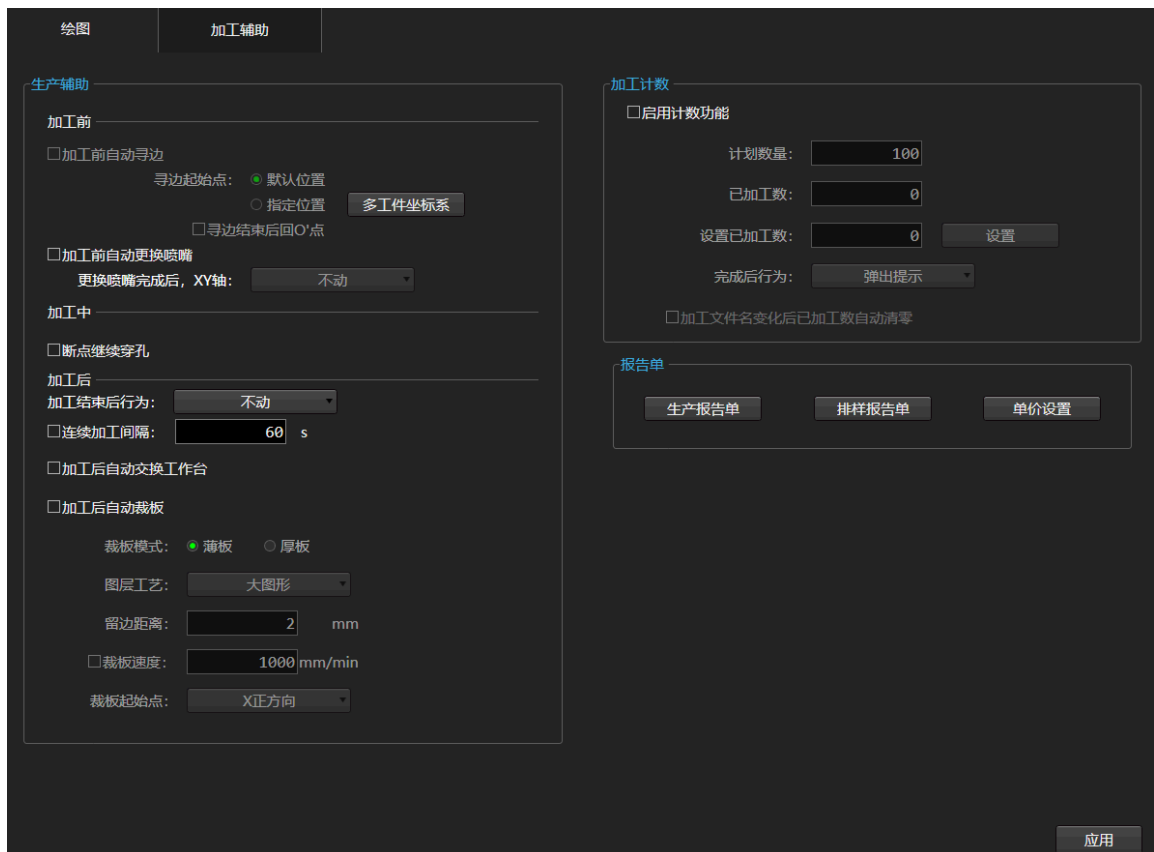 绘图 加工辅助
生产辅助
加工前
加工前自动寻边
寻边起始点: 默认位置
指定位置 多工件坐标系
寻边结束后回O'点
加工前自动更换喷嘴
更换喷嘴完成后, XY轴: 不动
加工中
断点继续穿孔
加工后
加工结束后行为: 不动
连续加工间隔: 60 s
加工后自动交换工作台
加工后自动裁板
裁板模式: 薄板 厚板
图层工艺: 大图形
留边距离: 2 mm
裁板速度: 1000 mm/min
裁板起始点: X正方向
加工计数
启用计数功能
计划数量: 100
已加工数: 0
设置已加工数: 0 设置
完成后行为: 弹出提示
加工文件名变化后已加工数自动清零
报告单
生产报告单 排样报告单 单价设置
应用